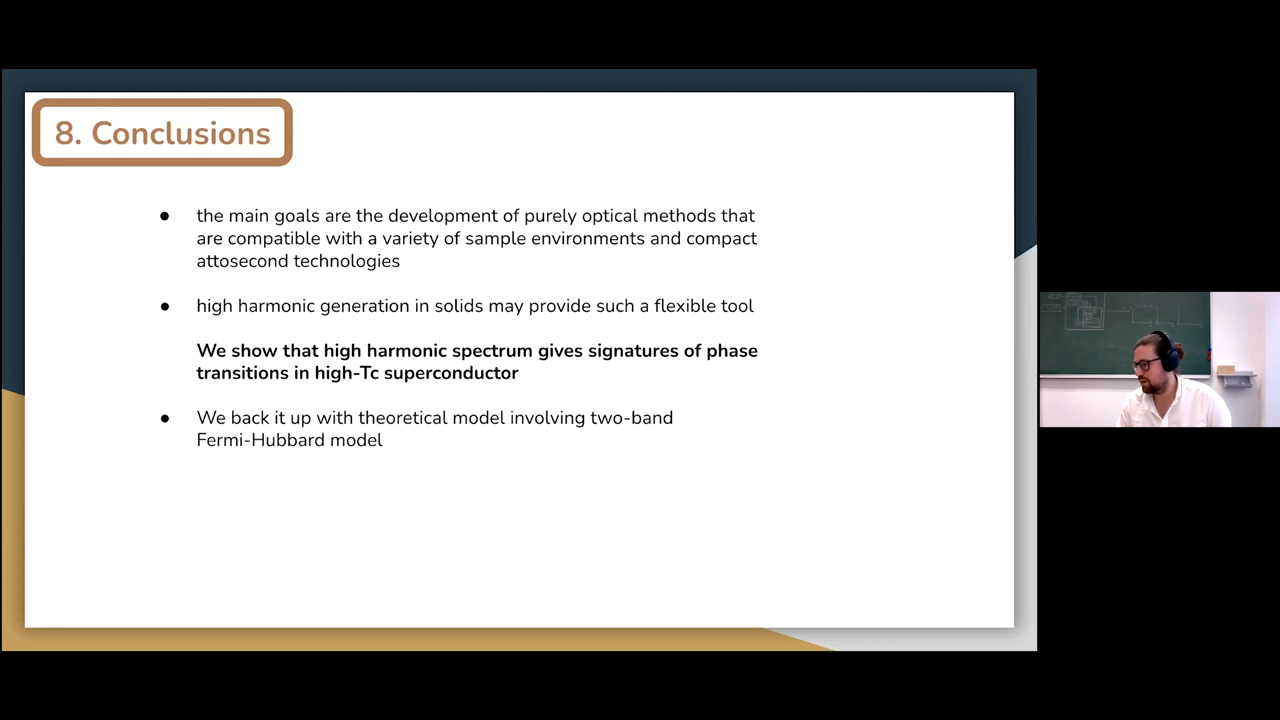 8. Conclusions
● the main goals are the development of purely optical methods that
are compatible with a variety of sample environments and compact
attosecond technologies
● high harmonic generation in solids may provide such a flexible tool
We show that high harmonic spectrum gives signatures of phase
transitions in high-Tc superconductor
● We back it up with theoretical model involving two-band
Fermi-Hubbard model